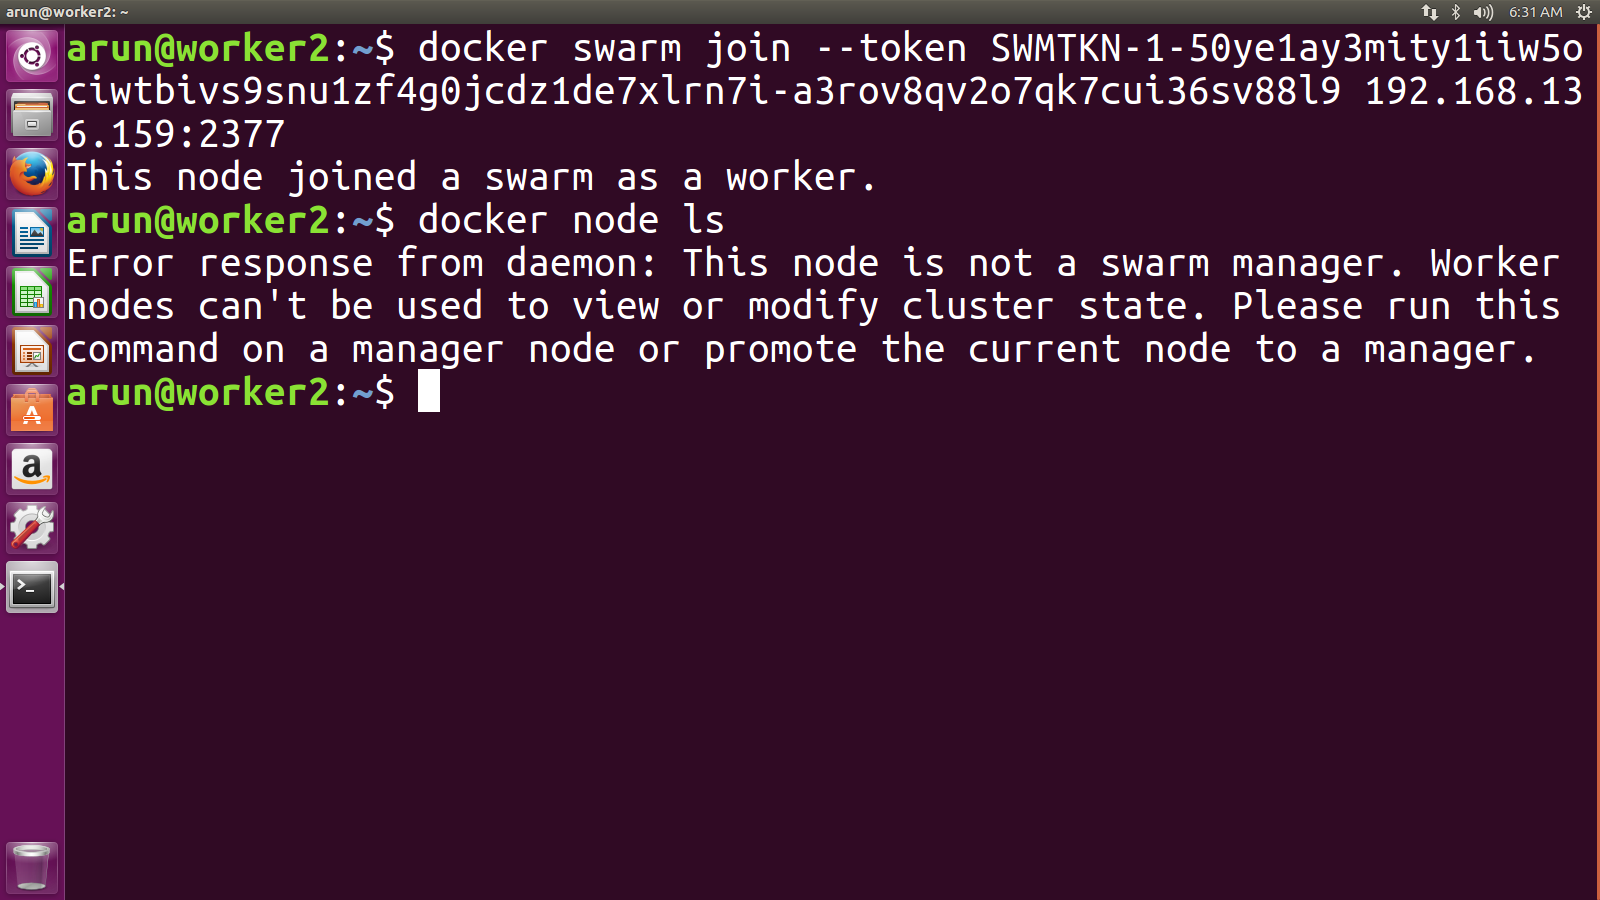 arun@worker2: ~
6:31 AM
arun@worker2:~$ docker swarm join --token SWMTKN-1-50ye1ay3mity1iiw5o
ciwtbivs9snu1zf4g0jcdz1de7xlrn7i-a3rov8qv2o7qk7cui36sv88l9 192.168.13
6.159:2377
This node joined a swarm as a worker.
arun@worker2:~$ docker node ls
Error response from daemon: This node is not a swarm manager. Worker
nodes can't be used to view or modify cluster state. Please run this
command on a manager node or promote the current node to a manager.
arun@worker2:~$